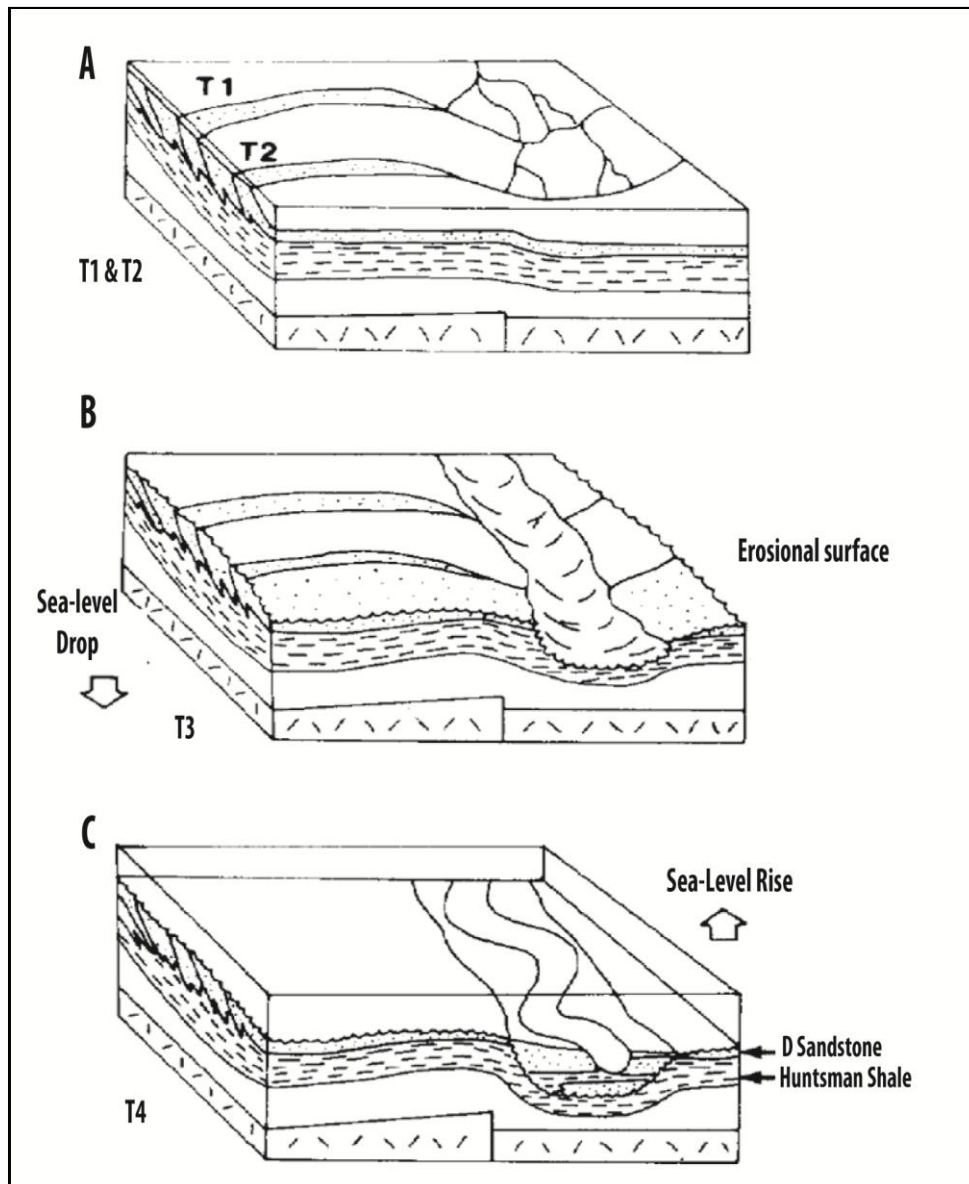 A
T1
T2
T1 & T2
B
Erosional surface
Sea-level
Drop
T3
C
Sea-Level Rise
D Sandstone
Huntsman Shale
T4